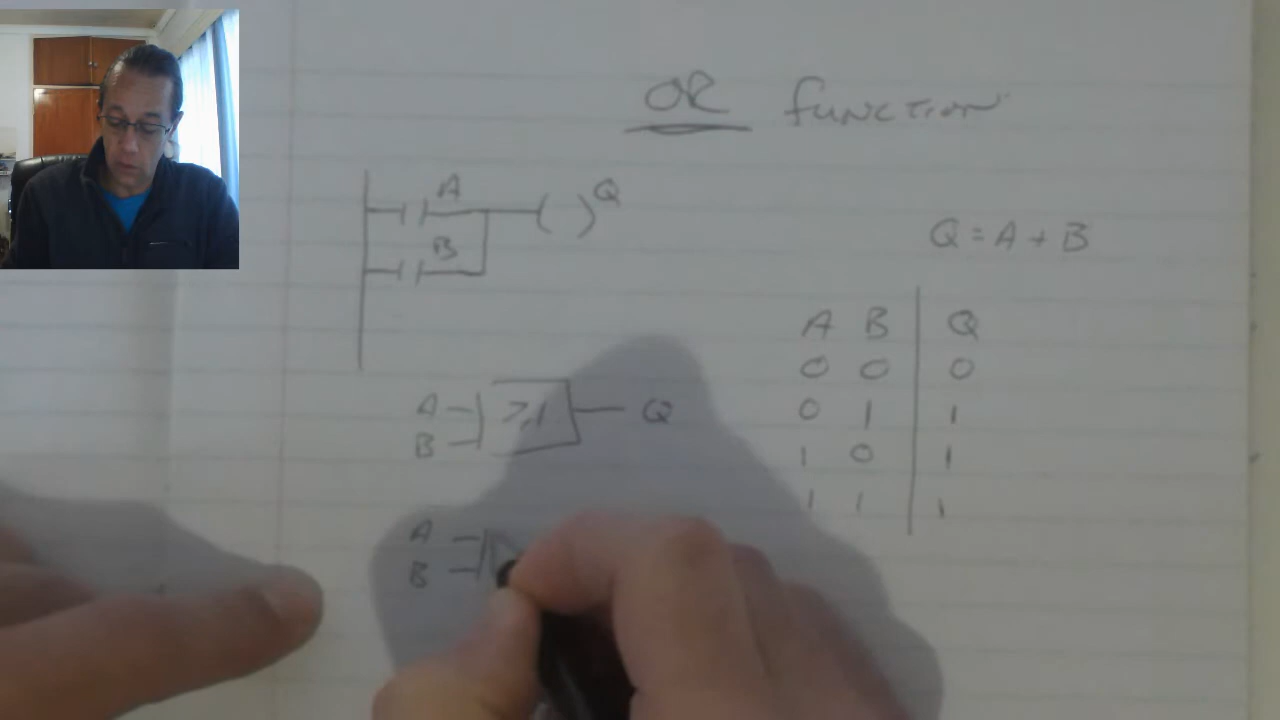 OR function
A
( ) Q
B
Q = A + B
A B Q
0 0 0
0 1 1
1 0 1
1 1 1
A ≥1 Q
B
A
B